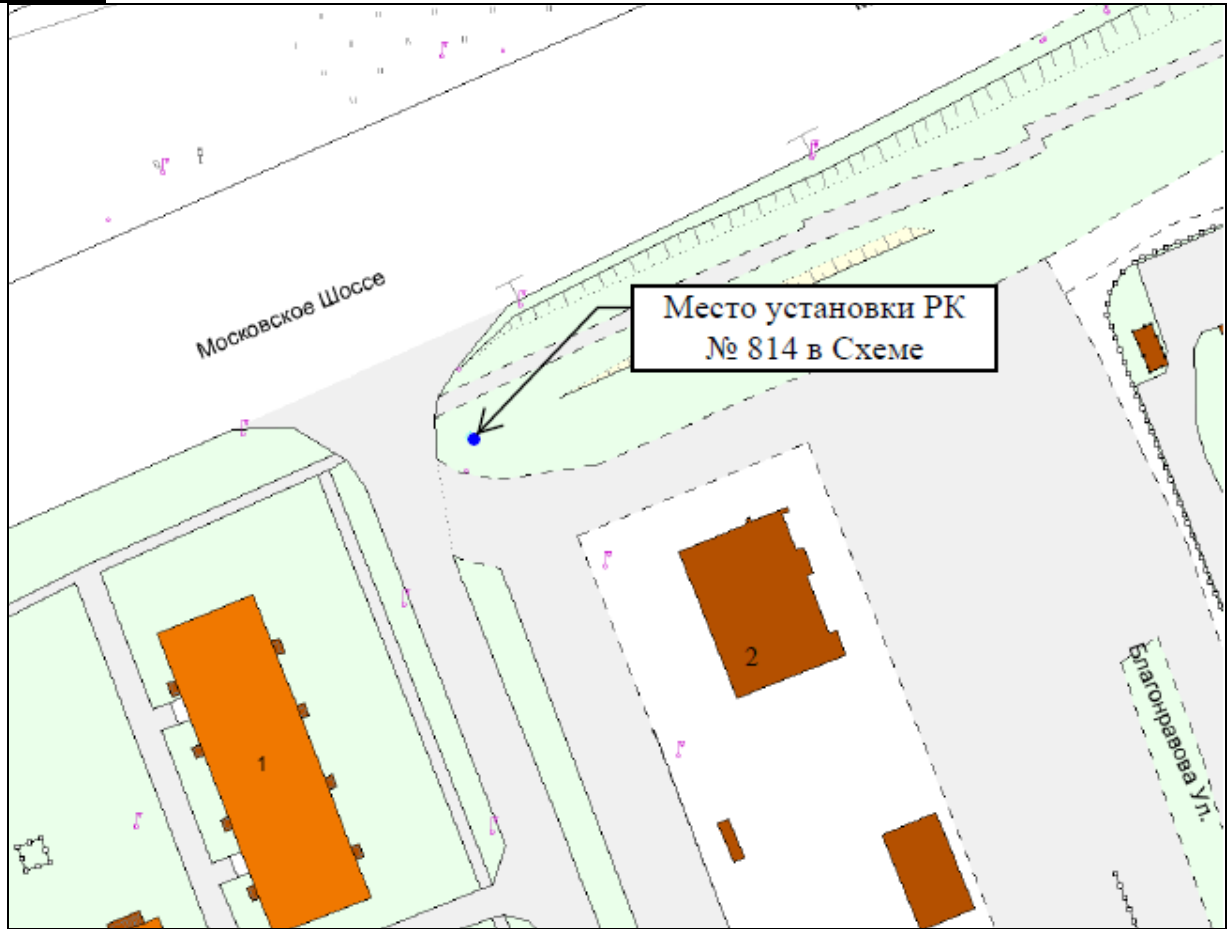 Московское Шоссе
Место установки РК
№ 814 в Схеме
2
1
Благонравова Ул.